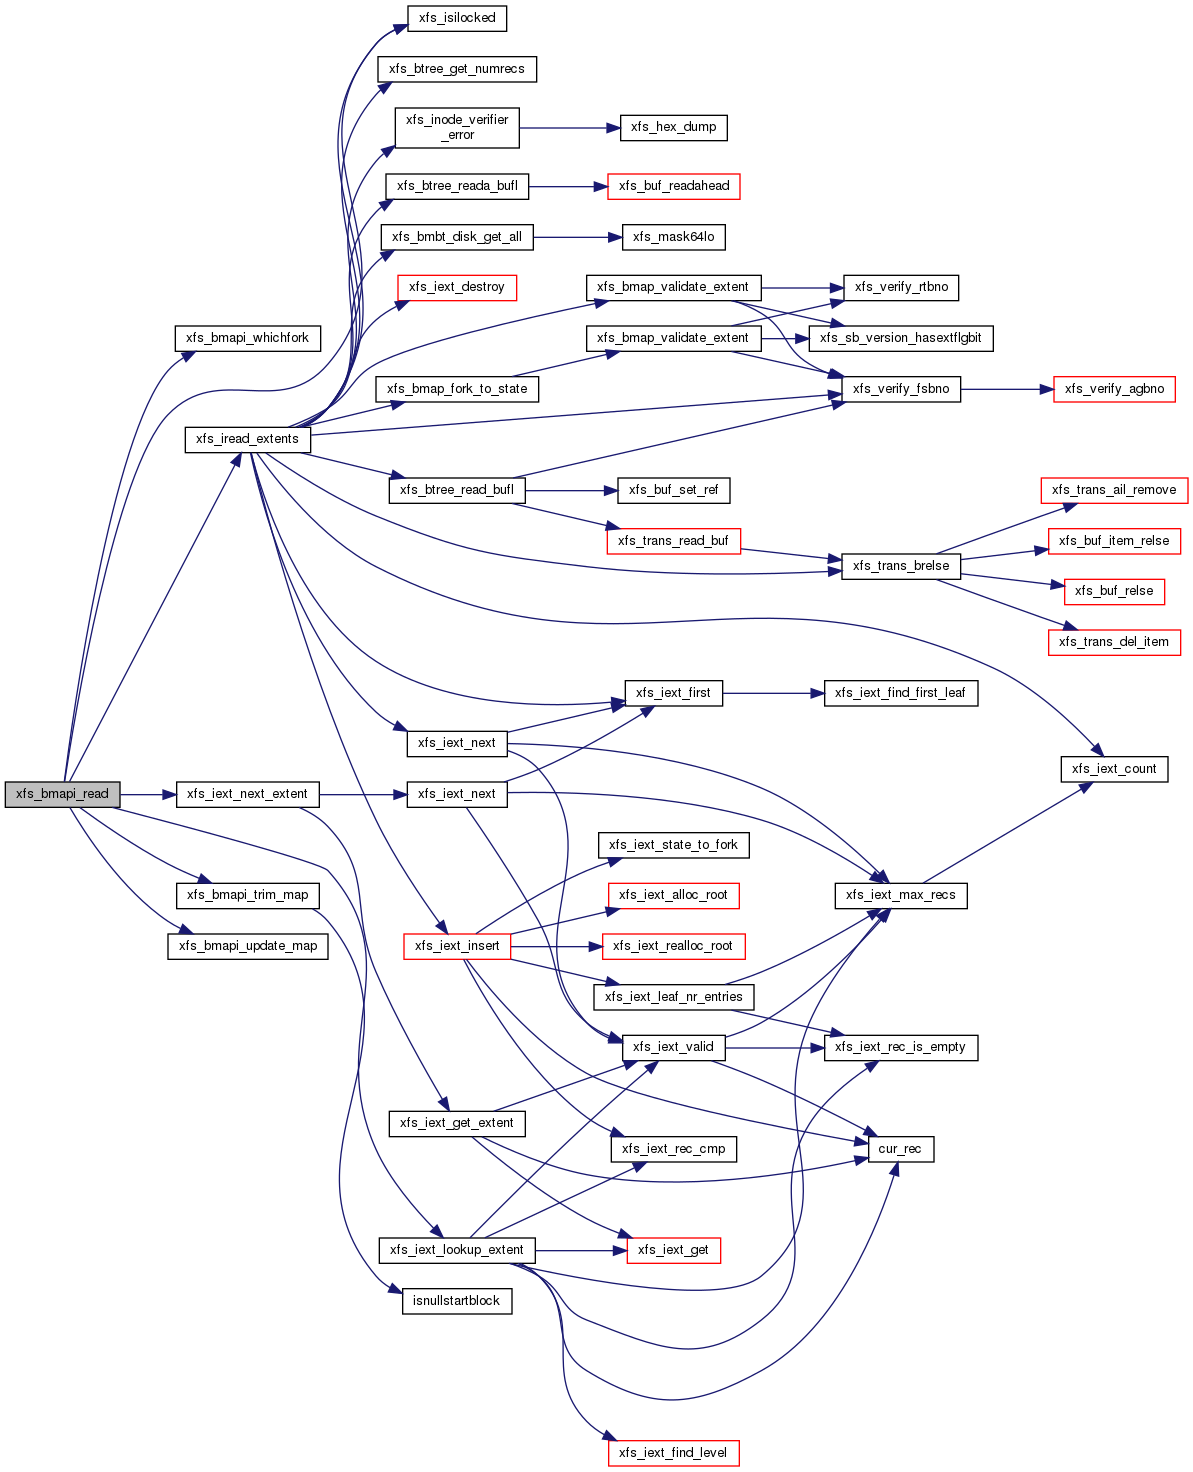 xfs_isilocked
xfs_btree_get_numrecs
xfs_inode_verifier
_error
xfs_hex_dump
xfs_btree_reada_bufl
xfs_buf_readahead
xfs_bmbt_disk_get_all
xfs_mask64lo
xfs_iext_destroy
xfs_bmap_validate_extent
xfs_verify_rtbno
xfs_bmapi_whichfork
xfs_bmap_validate_extent
xfs_sb_version_hasextflgbit
xfs_bmap_fork_to_state
xfs_verify_fsbno
xfs_verify_agbno
xfs_iread_extents
xfs_btree_read_bufl
xfs_buf_set_ref
xfs_trans_ail_remove
xfs_trans_read_buf
xfs_buf_item_relse
xfs_trans_brelse
xfs_buf_relse
xfs_trans_del_item
xfs_iext_first
xfs_iext_find_first_leaf
xfs_iext_next
xfs_iext_count
xfs_bmapi_read
xfs_iext_next_extent
xfs_iext_next
xfs_iext_state_to_fork
xfs_bmapi_trim_map
xfs_iext_alloc_root
xfs_iext_max_recs
xfs_bmapi_update_map
xfs_iext_insert
xfs_iext_realloc_root
xfs_iext_leaf_nr_entries
xfs_iext_valid
xfs_iext_rec_is_empty
xfs_iext_get_extent
xfs_iext_rec_cmp
cur_rec
xfs_iext_lookup_extent
xfs_iext_get
isnullstartblock
xfs_iext_find_level